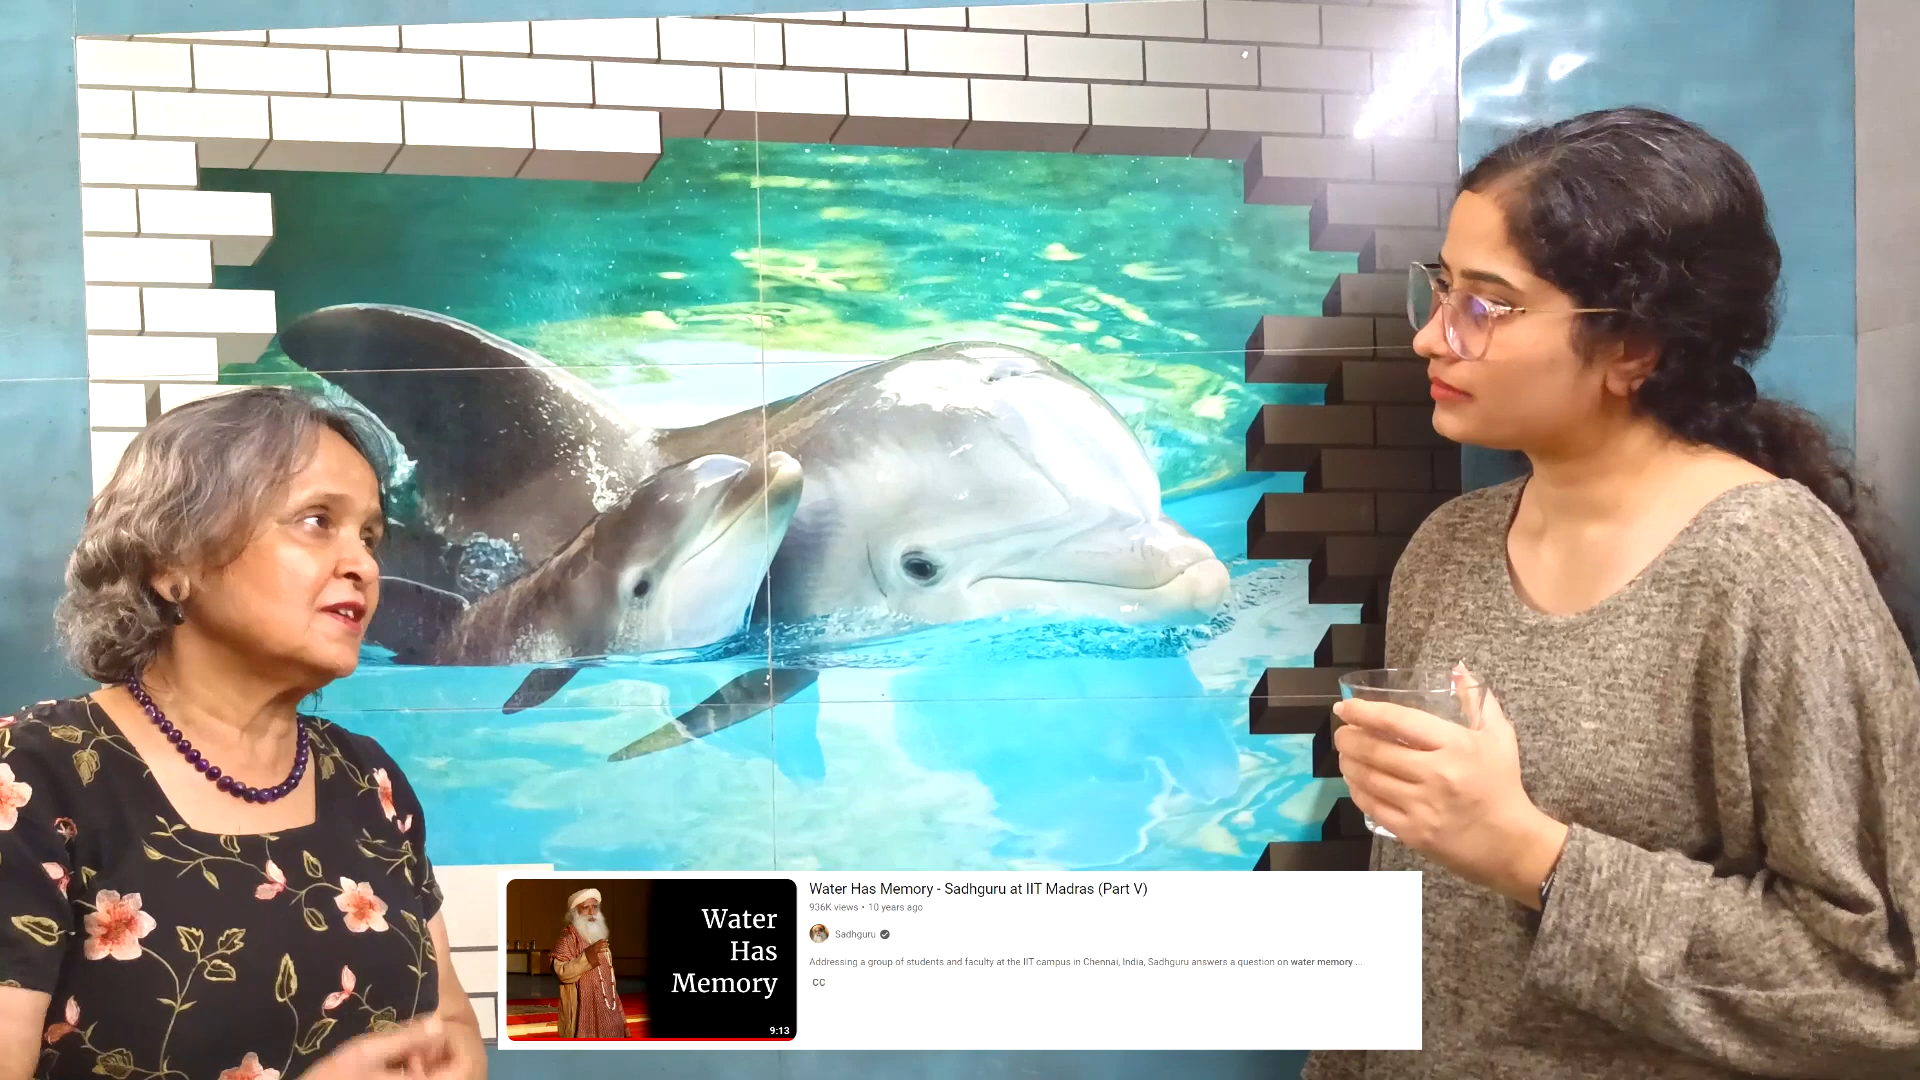 Water
Has
Memory
9:13
Water Has Memory - Sadhguru at IIT Madras (Part V)
936K views • 10 years ago
Sadhguru
Addressing a group of students and faculty at the IIT campus in Chennai, India, Sadhguru answers a question on water memory ...
CC